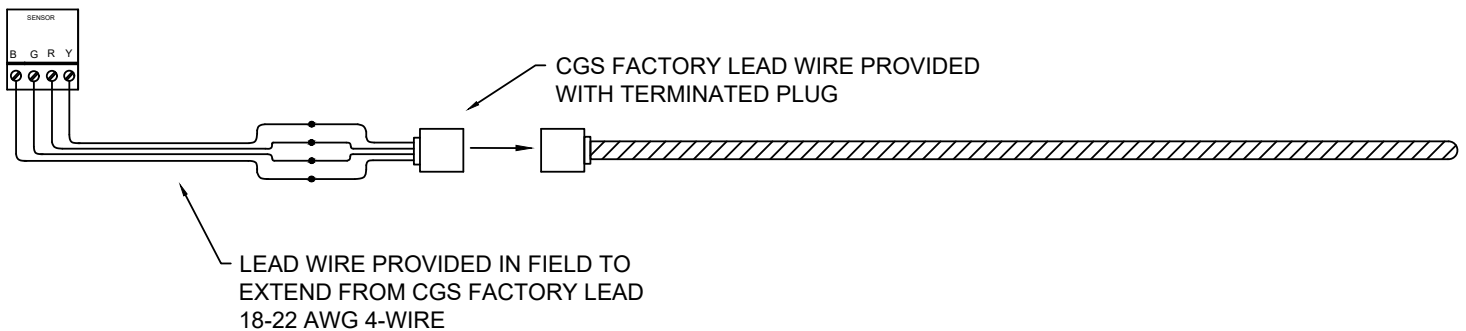 SENSOR
B G R Y
CGS FACTORY LEAD WIRE PROVIDED
WITH TERMINATED PLUG
LEAD WIRE PROVIDED IN FIELD TO
EXTEND FROM CGS FACTORY LEAD
18-22 AWG 4-WIRE